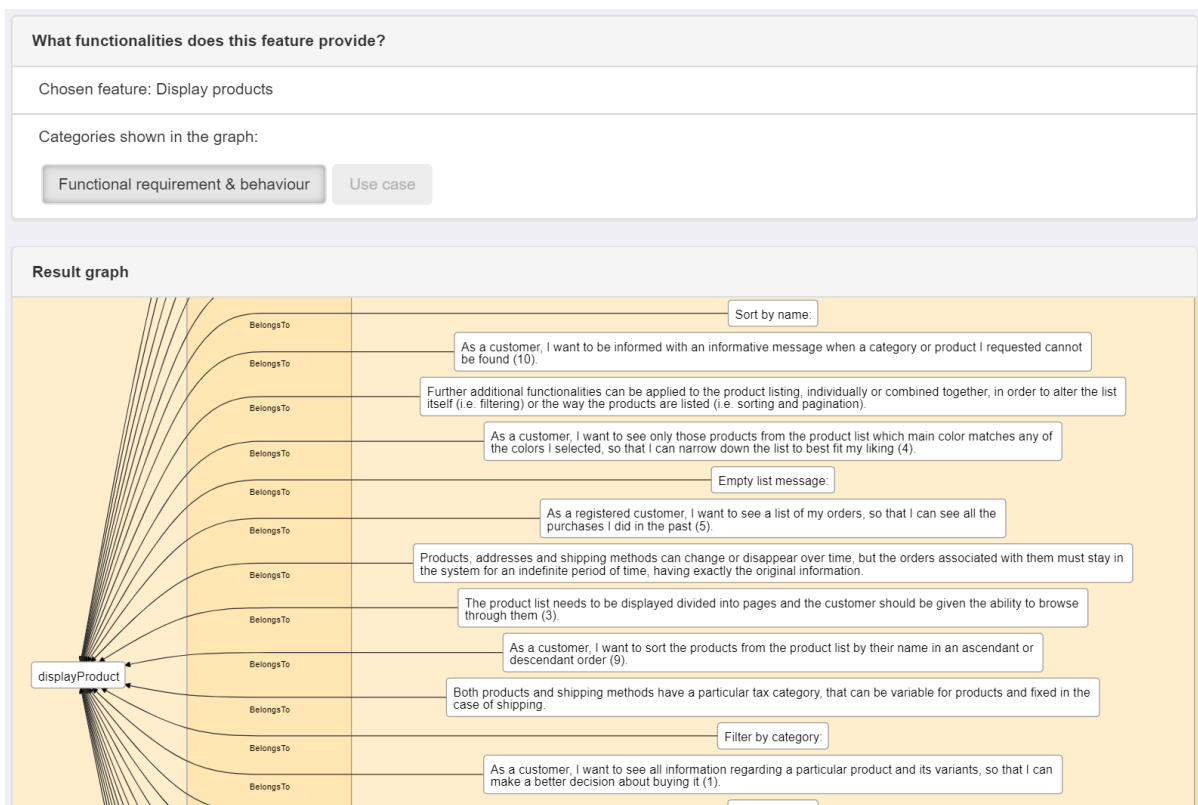 What functionalities does this feature provide?
Chosen feature: Display products
Categories shown in the graph:
Functional requirement & behaviour
Use case
Result graph
Sort by name:
BelongsTo
As a customer, I want to be informed with an informative message when a category or product I requested cannot
be found (10).
BelongsTo
Further additional functionalities can be applied to the product listing, individually or combined together, in order to alter the list
itself (i.e. filtering) or the way the products are listed (i.e. sorting and pagination).
BelongsTo
As a customer, I want to see only those products from the product list which main color matches any of
the colors I selected, so that I can narrow down the list to best fit my liking (4).
BelongsTo
Empty list message:
BelongsTo
As a registered customer, I want to see a list of my orders, so that I can see all the
purchases I did in the past (5).
BelongsTo
Products, addresses and shipping methods can change or disappear over time, but the orders associated with them must stay in
the system for an indefinite period of time, having exactly the original information.
BelongsTo
The product list needs to be displayed divided into pages and the customer should be given the ability to browse
through them (3).
BelongsTo
As a customer, I want to sort the products from the product list by their name in an ascendant or
descendant order (9).
BelongsTo
displayProduct
Both products and shipping methods have a particular tax category, that can be variable for products and fixed in the
case of shipping.
BelongsTo
Filter by category:
BelongsTo
As a customer, I want to see all information regarding a particular product and its variants, so that I can
make a better decision about buying it (1).
BelongsTo